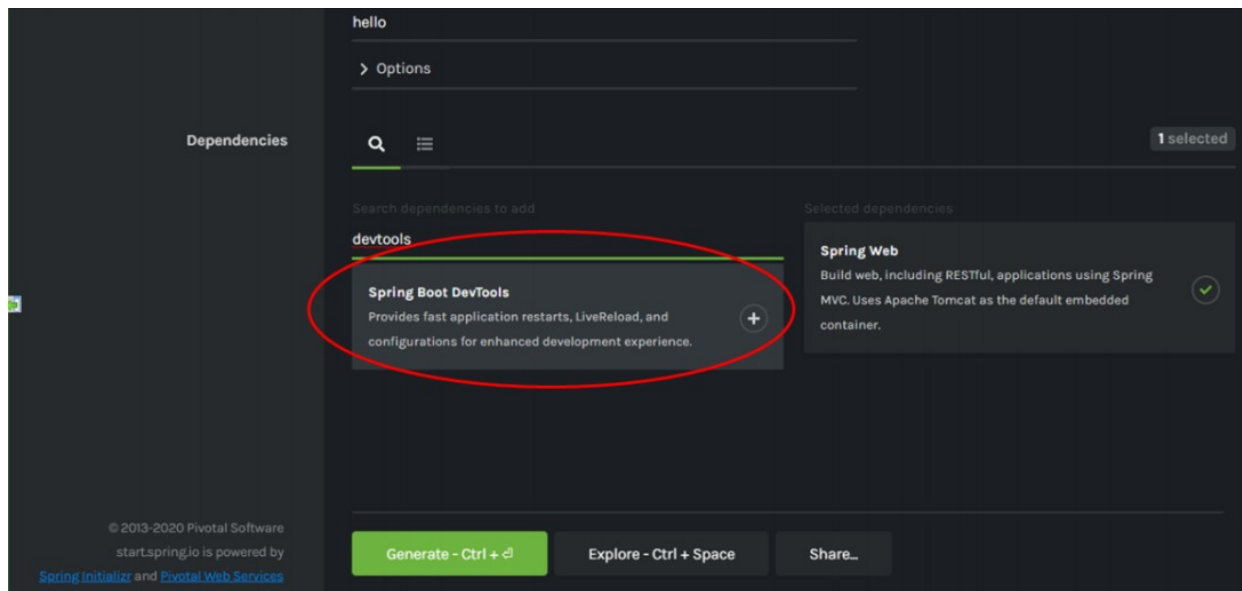 hello
Options
Dependencies
1 selected
Search dependencies to add
Selected dependencies
devtools
Spring Boot DevTools
Provides fast application restarts, LiveReload, and
configurations for enhanced development experience.
Spring Web
Build web, including RESTful, applications using Spring
MVC. Uses Apache Tomcat as the default embedded
container.
© 2013-2020 Pivotal Software
start.spring.io is powered by
Spring Initializr and Pivotal Web Services
Generate - Ctrl + ⏎
Explore - Ctrl + Space
Share...